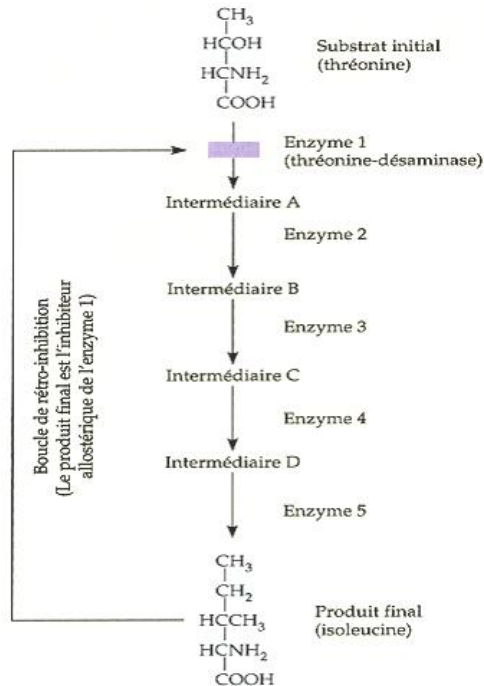 CH3
HCOH
HCNH2
COOH
Substrat initial
(thréonine)
Enzyme 1
(thréonine-désaminase)
Intermédiaire A
Enzyme 2
Intermédiaire B
Enzyme 3
Intermédiaire C
Enzyme 4
Intermédiaire D
Enzyme 5
Boucle de rétro-inhibition
(Le produit final est l'inhibiteur
allostérique de l'enzyme 1)
CH3
CH2
HCCH3
HCNH2
COOH
Produit final
(isoleucine)